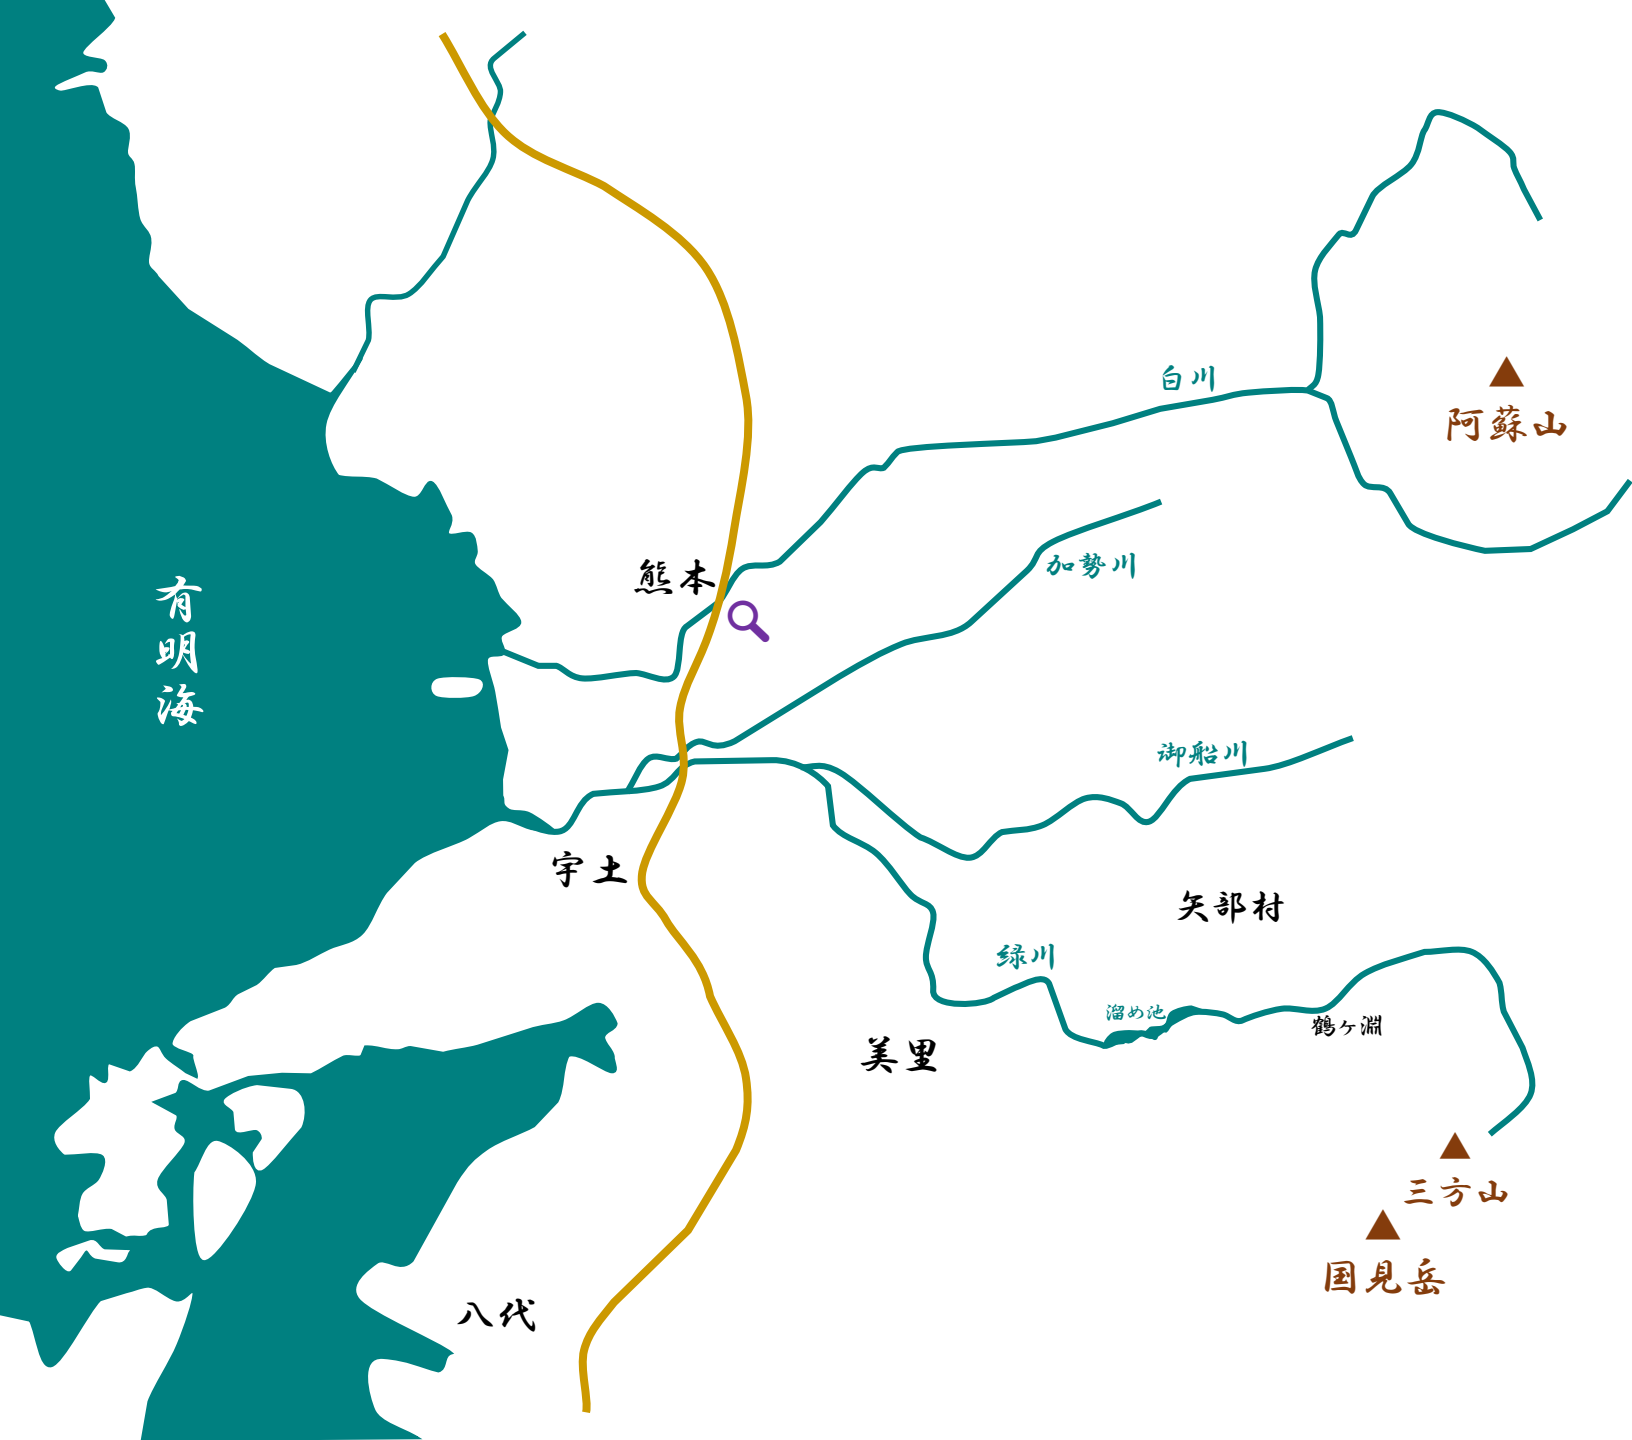 白川
阿蘇山
熊本
加勢川
有明海
御船川
宇土
矢部村
緑川
溜め池
鶴ヶ淵
美里
三方山
国見岳
八代